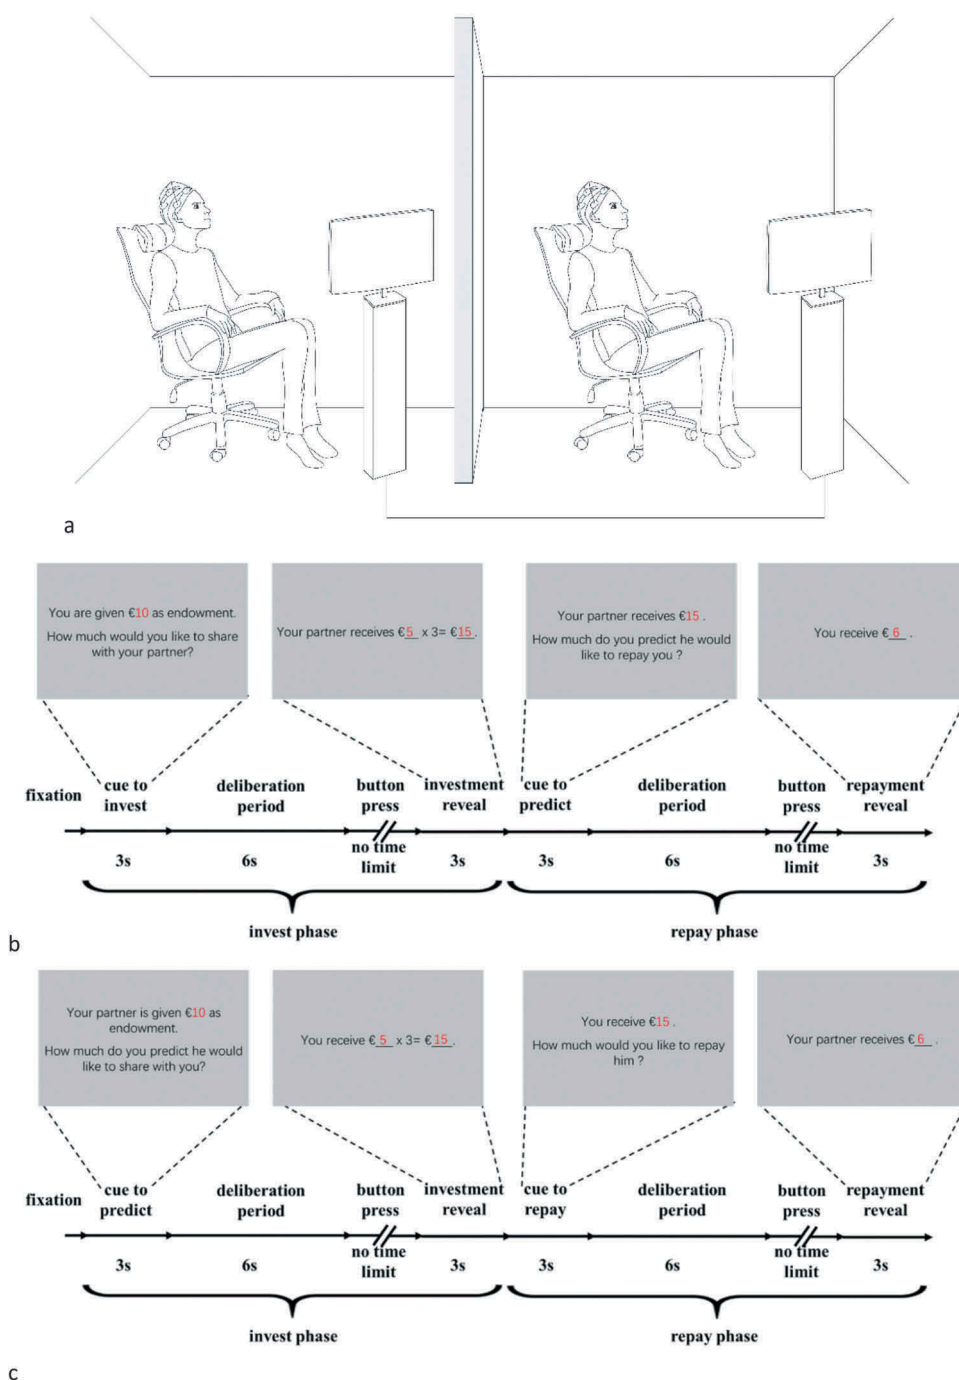 a
You are given €10 as endowment.
How much would you like to share
with your partner?
Your partner receives €5 x 3= €15.
Your partner receives €15 .
How much do you predict he would
like to repay you ?
You receive €6 .
fixation
cue to
invest
deliberation
period
button
press
investment
reveal
cue to
predict
deliberation
period
button
press
repayment
reveal
3s
6s
no time
limit
3s
3s
6s
no time
limit
3s
invest phase
repay phase
b
Your partner is given €10 as
endowment.
How much do you predict he would
like to share with you?
You receive €5 x 3= €15.
You receive €15 .
How much would you like to repay
him ?
Your partner receives €6 .
fixation
cue to
predict
deliberation
period
button
press
investment
reveal
cue to
repay
deliberation
period
button
press
repayment
reveal
3s
6s
no time
limit
3s
3s
6s
no time
limit
3s
invest phase
repay phase
c